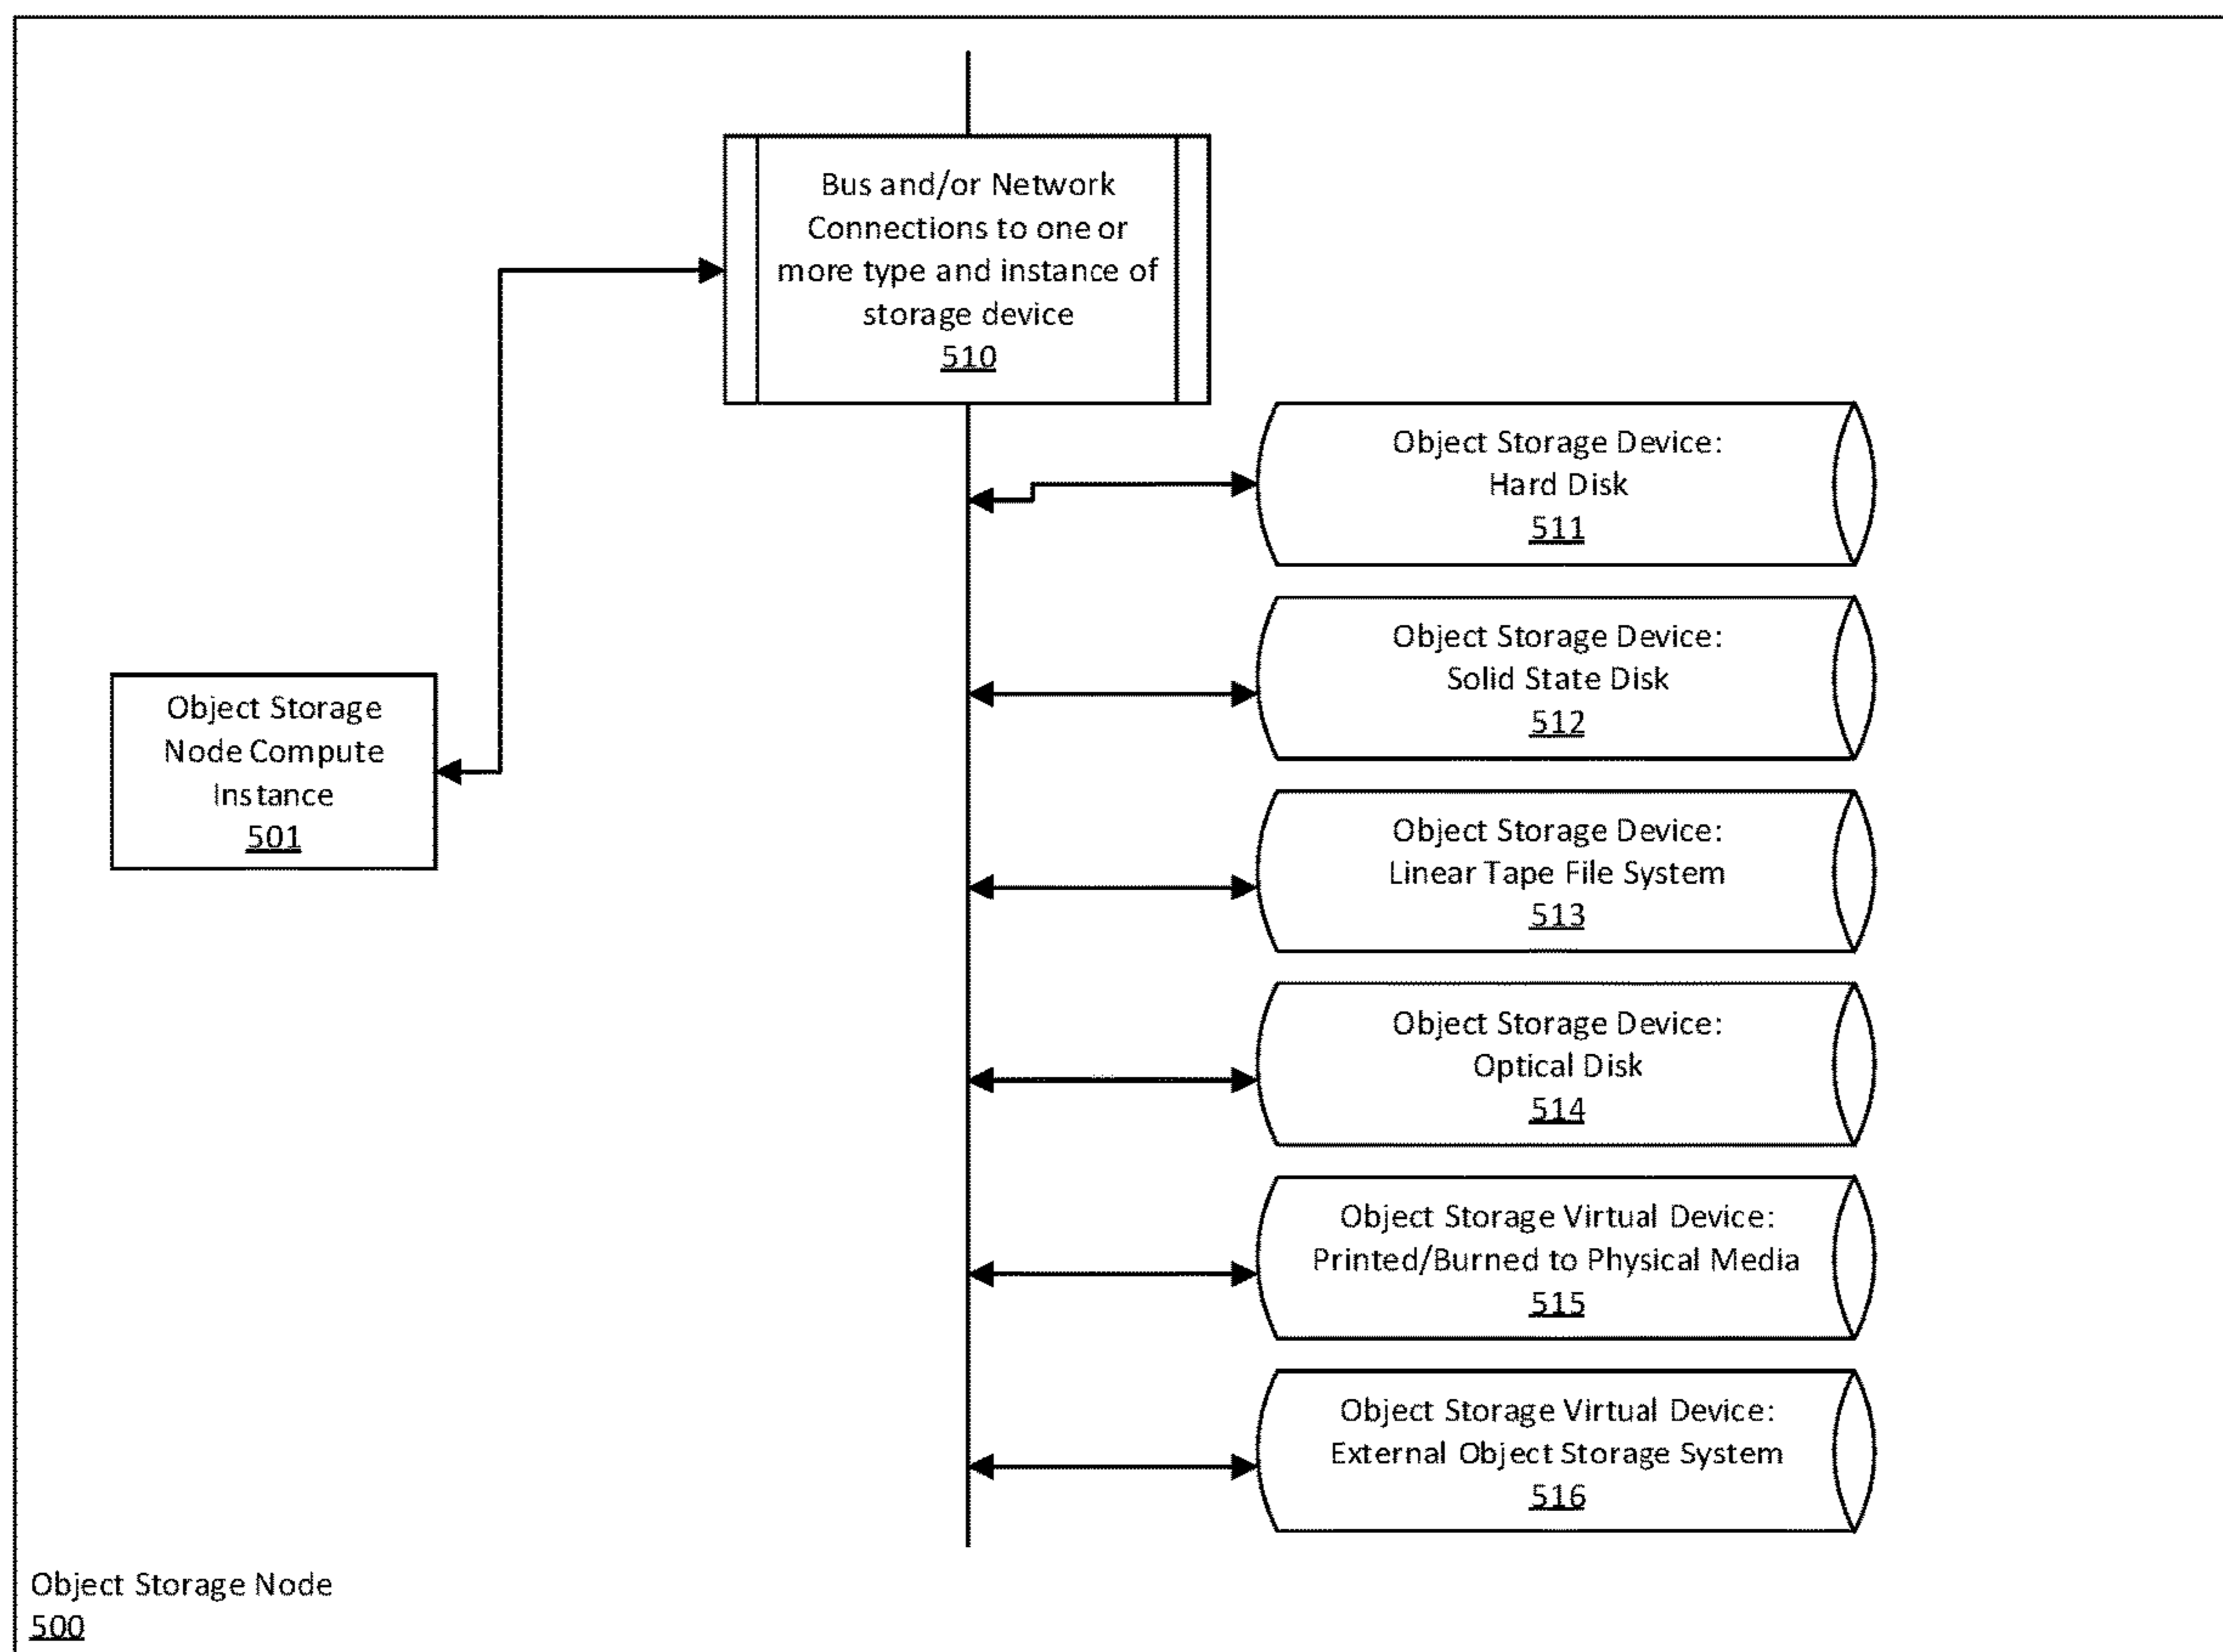 Bus and/or Network
Connections to one or
more type and instance of
storage device
510
Object Storage Device:
Hard Disk
511
Object Storage Device:
Solid State Disk
512
Object Storage
Node Compute
Instance
501
Object Storage Device:
Linear Tape File System
513
Object Storage Device:
Optical Disk
514
Object Storage Virtual Device:
Printed/Burned to Physical Media
515
Object Storage Virtual Device:
External Object Storage System
516
Object Storage Node
500